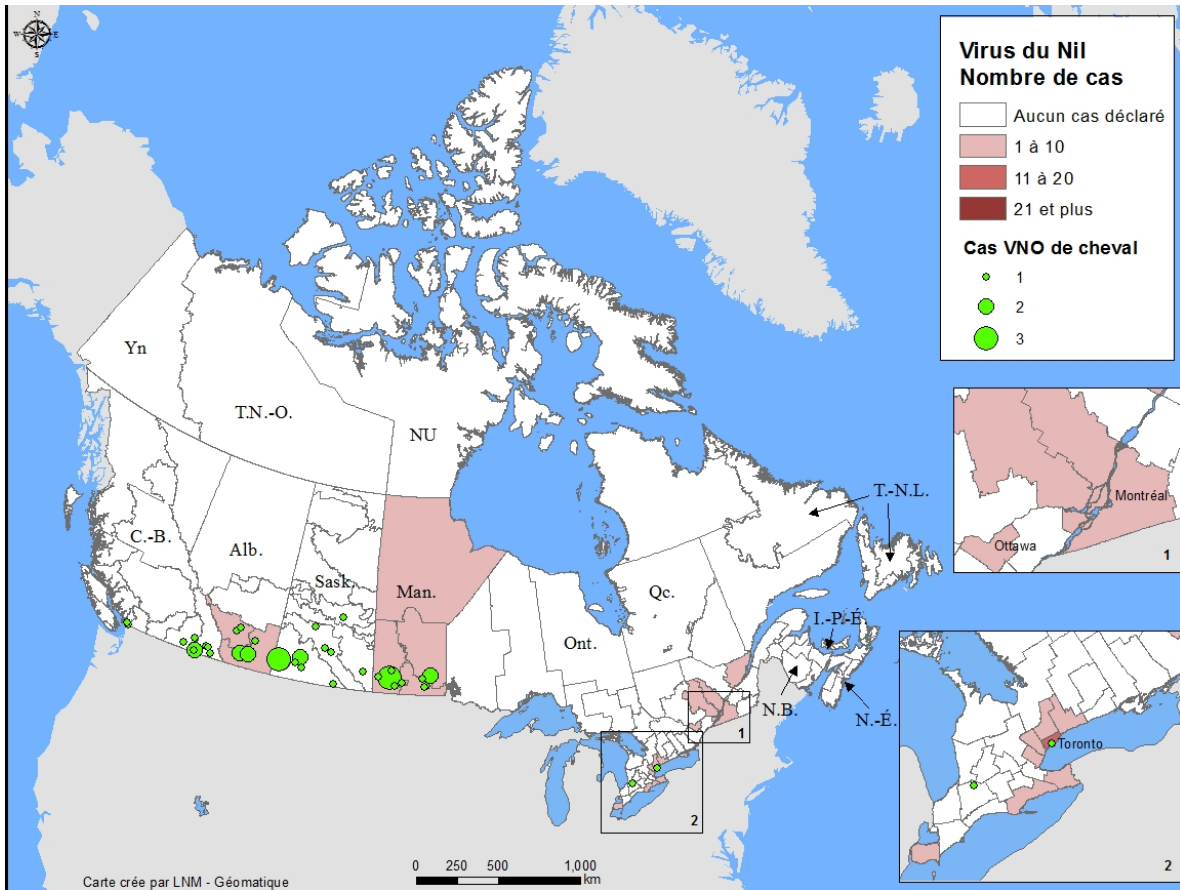 N
W
E
S
Virus du Nil
Nombre de cas
Aucun cas déclaré
1 à 10
11 à 20
21 et plus
Cas VNO de cheval
1
2
3
Yn
T.N.-O.
NU
C.-B.
Alb.
Sask.
Man.
Ont.
Qc.
T.-N.L.
I.-P.-É.
N.B.
N.-É.
1
2
Montréal
Ottawa
1
Toronto
2
0 250 500 1,000
km
Carte crée par LNM - Géomatique